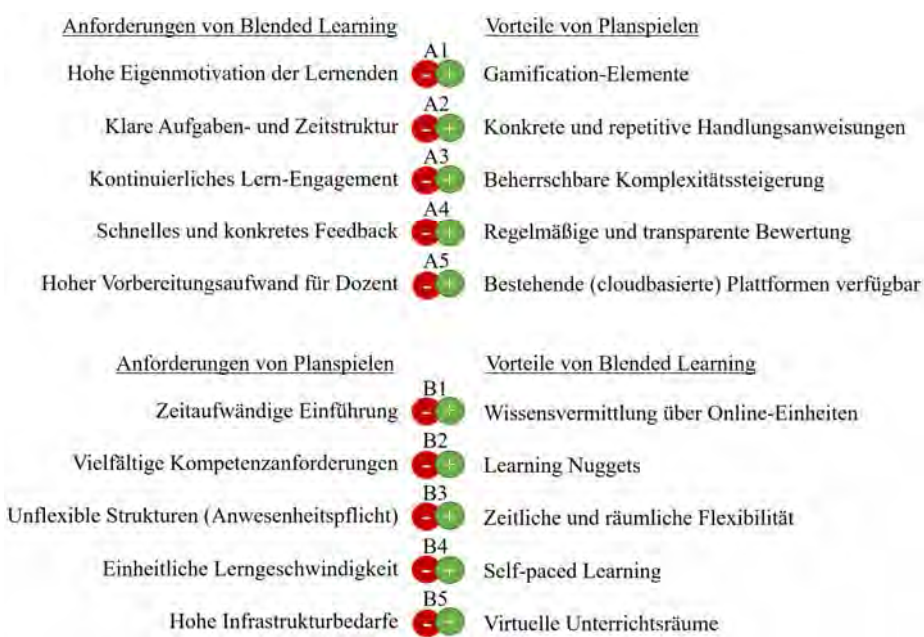 Anforderungen von Blended Learning Vorteile von Planspielen
A1
Hohe Eigenmotivation der Lernenden - + Gamification-Elemente
A2
Klare Aufgaben- und Zeitstruktur - + Konkrete und repetitive Handlungsanweisungen
A3
Kontinuierliches Lern-Engagement - + Beherrschbare Komplexitätssteigerung
A4
Schnelles und konkretes Feedback - + Regelmäßige und transparente Bewertung
A5
Hoher Vorbereitungsaufwand für Dozent - + Bestehende (cloudbasierte) Plattformen verfügbar
Anforderungen von Planspielen Vorteile von Blended Learning
B1
Zeitaufwändige Einführung - + Wissensvermittlung über Online-Einheiten
B2
Vielfältige Kompetenzanforderungen - + Learning Nuggets
B3
Unflexible Strukturen (Anwesenheitspflicht) - + Zeitliche und räumliche Flexibilität
B4
Einheitliche Lerngeschwindigkeit - + Self-paced Learning
B5
Hohe Infrastrukturbedarfe - + Virtuelle Unterrichtsräume